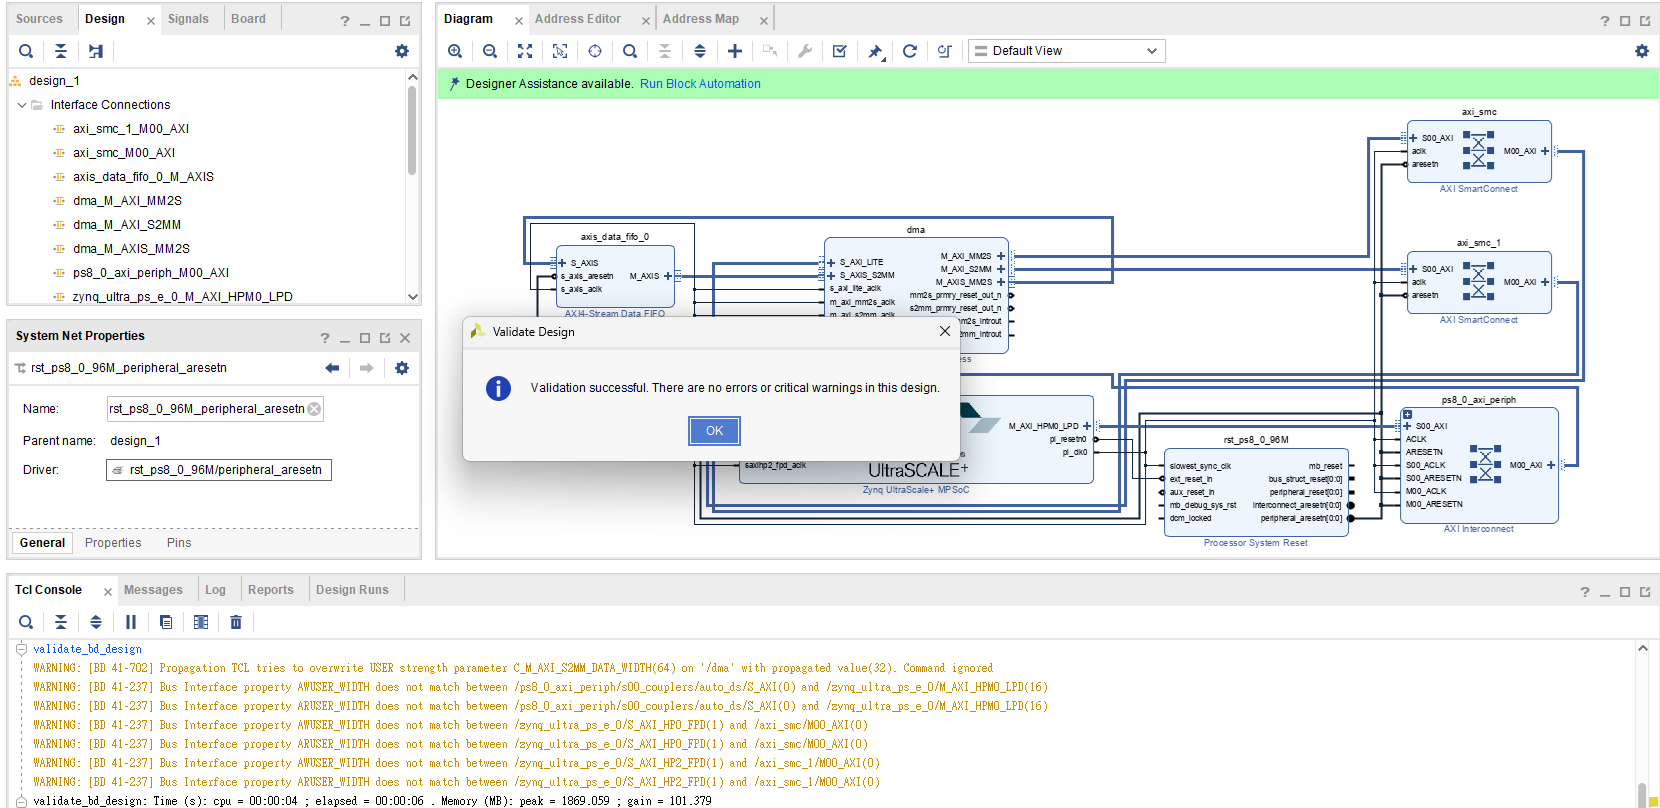 Sources
Design
Signals
Board
design_1
Interface Connections
axi_smc_1_M00_AXI
axi_smc_M00_AXI
axis_data_fifo_0_M_AXIS
dma_M_AXI_MM2S
dma_M_AXI_S2MM
dma_M_AXIS_MM2S
ps8_0_axi_periph_M00_AXI
zynq_ultra_ps_e_0_M_AXI_HPM0_LPD
System Net Properties
rst_ps8_0_96M_peripheral_aresetn
Name:
rst_ps8_0_96M_peripheral_aresetn
Parent name:
design_1
Driver:
rst_ps8_0_96M/peripheral_aresetn
General
Properties
Pins
Diagram
Address Editor
Address Map
Default View
Designer Assistance available. Run Block Automation
axi_smc
S00_AXI
aclk
aresetn
M00_AXI
AXI SmartConnect
axi_smc_1
S00_AXI
aclk
aresetn
M00_AXI
AXI SmartConnect
axis_data_fifo_0
S_AXIS
s_axis_aresetn
s_axis_aclk
M_AXIS
AXI4-Stream Data FIFO
dma
S_AXI_LITE
S_AXIS_S2MM
s_axi_lite_aclk
m_axi_mm2s_aclk
m_axi_s2mm_aclk
M_AXI_MM2S
M_AXI_S2MM
M_AXIS_MM2S
mm2s_prmry_reset_out_n
s2mm_prmry_reset_out_n
m2s_introut
2mm_introut
ess
Validate Design
Validation successful. There are no errors or critical warnings in this design.
OK
saxihp2_fpd_aclk
UltraSCALE+
M_AXI_HPM0_LPD
pl_resetn0
pl_clk0
Zynq UltraScale+ MPSoC
rst_ps8_0_96M
slowest_sync_clk
ext_reset_in
aux_reset_in
mb_debug_sys_rst
dcm_locked
mb_reset
bus_struct_reset[0:0]
peripheral_reset[0:0]
interconnect_aresetn[0:0]
peripheral_aresetn[0:0]
Processor System Reset
ps8_0_axi_periph
S00_AXI
ACLK
ARESETN
S00_ACLK
S00_ARESETN
M00_ACLK
M00_ARESETN
M00_AXI
AXI Interconnect
Tcl Console
Messages
Log
Reports
Design Runs
validate_bd_design
WARNING: [BD 41-702] Propagation TCL tries to overwrite USER strength parameter C_M_AXI_S2MM_DATA_WIDTH(64) on '/dma' with propagated value(32). Command ignored
WARNING: [BD 41-237] Bus Interface property AWUSER_WIDTH does not match between /ps8_0_axi_periph/s00_couplers/auto_ds/S_AXI(0) and /zynq_ultra_ps_e_0/M_AXI_HPM0_LPD(16)
WARNING: [BD 41-237] Bus Interface property ARUSER_WIDTH does not match between /ps8_0_axi_periph/s00_couplers/auto_ds/S_AXI(0) and /zynq_ultra_ps_e_0/M_AXI_HPM0_LPD(16)
WARNING: [BD 41-237] Bus Interface property AWUSER_WIDTH does not match between /zynq_ultra_ps_e_0/S_AXI_HP0_FPD(1) and /axi_smc/M00_AXI(0)
WARNING: [BD 41-237] Bus Interface property ARUSER_WIDTH does not match between /zynq_ultra_ps_e_0/S_AXI_HP0_FPD(1) and /axi_smc/M00_AXI(0)
WARNING: [BD 41-237] Bus Interface property AWUSER_WIDTH does not match between /zynq_ultra_ps_e_0/S_AXI_HP2_FPD(1) and /axi_smc_1/M00_AXI(0)
WARNING: [BD 41-237] Bus Interface property ARUSER_WIDTH does not match between /zynq_ultra_ps_e_0/S_AXI_HP2_FPD(1) and /axi_smc_1/M00_AXI(0)
validate_bd_design: Time (s): cpu = 00:00:04 ; elapsed = 00:00:06 . Memory (MB): peak = 1869.059 ; gain = 101.379